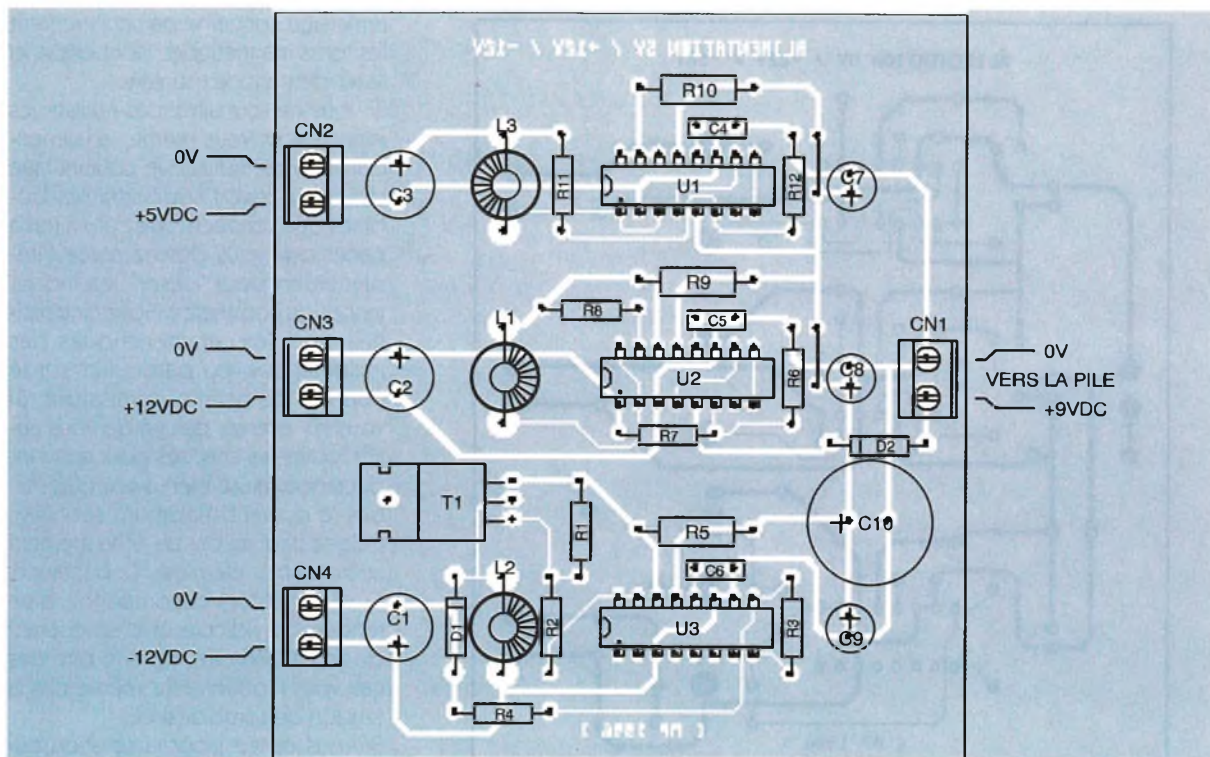 ALIMENTATION 5V / +12V / -12V
R10
CN2
L3
C4
0V
+5VDC
C3
R11
U1
R12
C7
R9
R8
C5
CN3
L1
CN1
0V
+12VDC
C2
U2
R6
C8
0V
VERS LA PILE
+9VDC
R7
D2
T1
R1
R5
C10
C6
CN4
L2
0V
-12VDC
C1
D1
R2
U3
R3
C9
R4